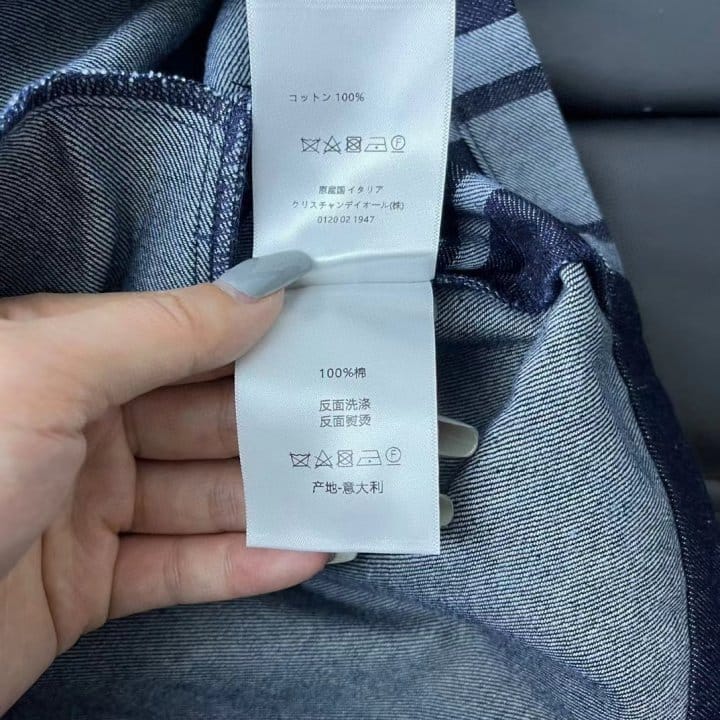 コットン 100%
原産国 イタリア
クリスチャンディオール(株)
0120 02 1947
100%棉
反面洗涤
反面熨烫
产地-意大利